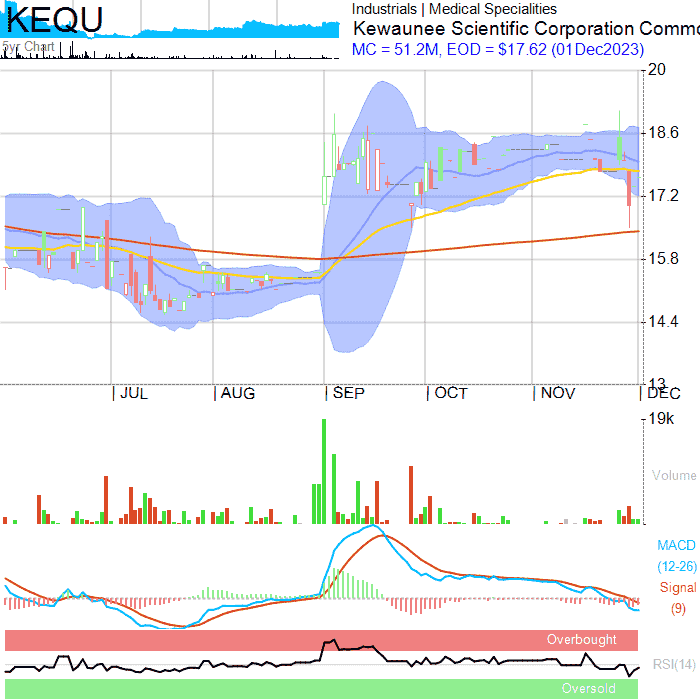 KEQU
5yr Chart
Industrials | Medical Specialities
Kewaunee Scientific Corporation Commo
MC = 51.2M, EOD = $17.62 (01Dec2023)
20
18.6
17.2
15.8
14.4
13
JUL AUG SEP OCT NOV DEC
19k
Volume
MACD
(12-26)
Signal
(9)
Overbought
RSI(14)
Oversold